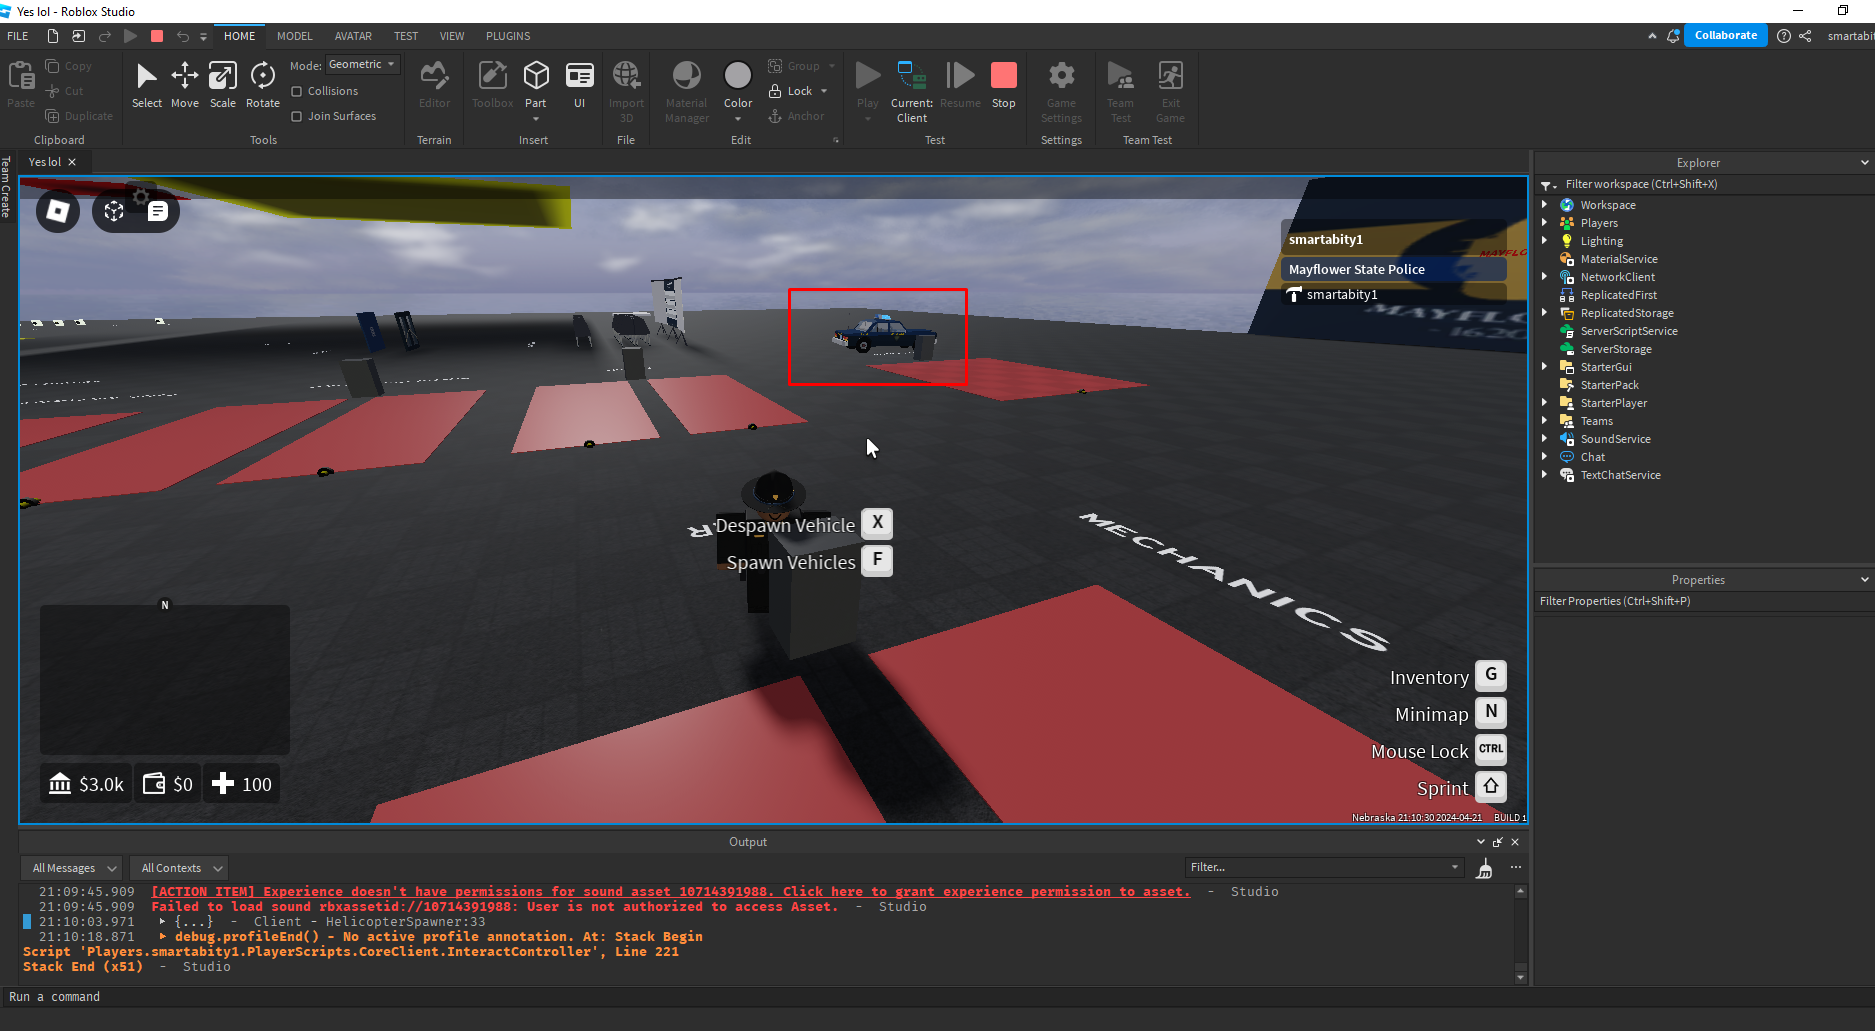 Yes lol - Roblox Studio
FILE HOME MODEL AVATAR TEST VIEW PLUGINS Collaborate
Paste Copy Cut Duplicate Clipboard
Select Move Scale Rotate Mode: Geometric Collisions Join Surfaces Tools
Editor Terrain
Toolbox Part UI Insert
Import 3D File
Material Manager Color Group Lock Anchor Edit
Play Current: Client Resume Stop Test
Game Settings Settings
Team Test Exit Game Team Test
Team Create
Yes lol
smartabity1
Mayflower State Police
smartabity1
MAYFLO
- 1620
Despawn Vehicle X
Spawn Vehicles F
MECHANICS
N
$3.0k $0 100
Inventory G
Minimap N
Mouse Lock CTRL
Sprint
Nebraska 21:10:30 2024-04-21 BUILD 1
Explorer
Filter workspace (Ctrl+Shift+X)
Workspace
Players
Lighting
MaterialService
NetworkClient
ReplicatedFirst
ReplicatedStorage
ServerScriptService
ServerStorage
StarterGui
StarterPack
StarterPlayer
Teams
SoundService
Chat
TextChatService
Properties
Filter Properties (Ctrl+Shift+P)
Output
All Messages All Contexts Filter...
21:09:45.909 [ACTION ITEM] Experience doesn't have permissions for sound asset 10714391988. Click here to grant experience permission to asset. - Studio
21:09:45.909 Failed to load sound rbxassetid://10714391988: User is not authorized to access Asset. - Studio
21:10:03.971 {...} - Client - HelicopterSpawner:33
21:10:18.871 debug.profileEnd() - No active profile annotation. At: Stack Begin
Script 'Players.smartabity1.PlayerScripts.CoreClient.InteractController', Line 221
Stack End (x51) - Studio
Run a command